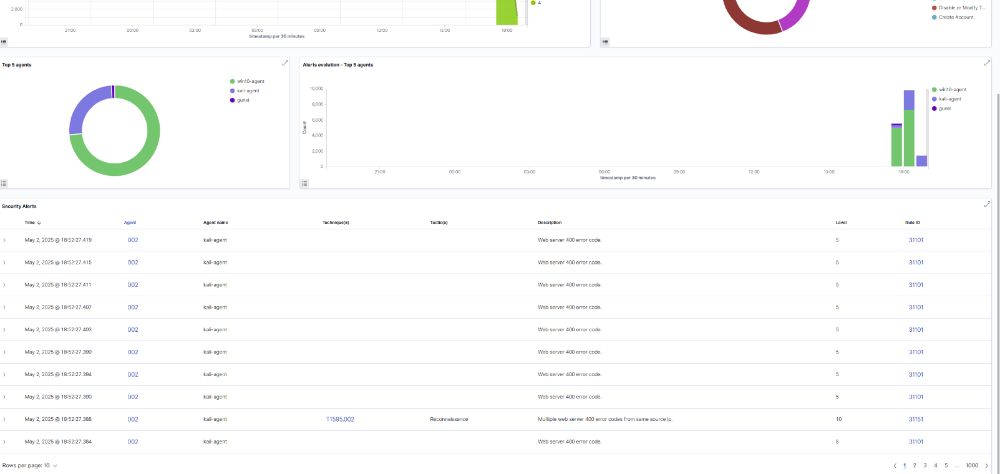 2,000
0
21:00 00:00 03:00 06:00 09:00 12:00 15:00 18:00
timestamp per 30 minutes
4
Disable or Modify T...
Create Account
Top 5 agents
win10-agent
kali-agent
gunel
Alerts evolution - Top 5 agents
10,000
8,000
6,000
4,000
2,000
0
Count
21:00 00:00 03:00 06:00 09:00 12:00 15:00 18:00
timestamp per 30 minutes
win10-agent
kali-agent
gunel
Security Alerts
Time Agent Agent name Technique(s) Tactic(s) Description Level Rule ID
May 2, 2025 @ 18:52:27.419 002 kali-agent Web server 400 error code. 5 31101
May 2, 2025 @ 18:52:27.415 002 kali-agent Web server 400 error code. 5 31101
May 2, 2025 @ 18:52:27.411 002 kali-agent Web server 400 error code. 5 31101
May 2, 2025 @ 18:52:27.407 002 kali-agent Web server 400 error code. 5 31101
May 2, 2025 @ 18:52:27.403 002 kali-agent Web server 400 error code. 5 31101
May 2, 2025 @ 18:52:27.399 002 kali-agent Web server 400 error code. 5 31101
May 2, 2025 @ 18:52:27.394 002 kali-agent Web server 400 error code. 5 31101
May 2, 2025 @ 18:52:27.390 002 kali-agent Web server 400 error code. 5 31101
May 2, 2025 @ 18:52:27.388 002 kali-agent T1595.002 Reconnaissance Multiple web server 400 error codes from same source ip. 10 31151
May 2, 2025 @ 18:52:27.384 002 kali-agent Web server 400 error code. 5 31101
Rows per page: 10
1 2 3 4 5 ... 1000